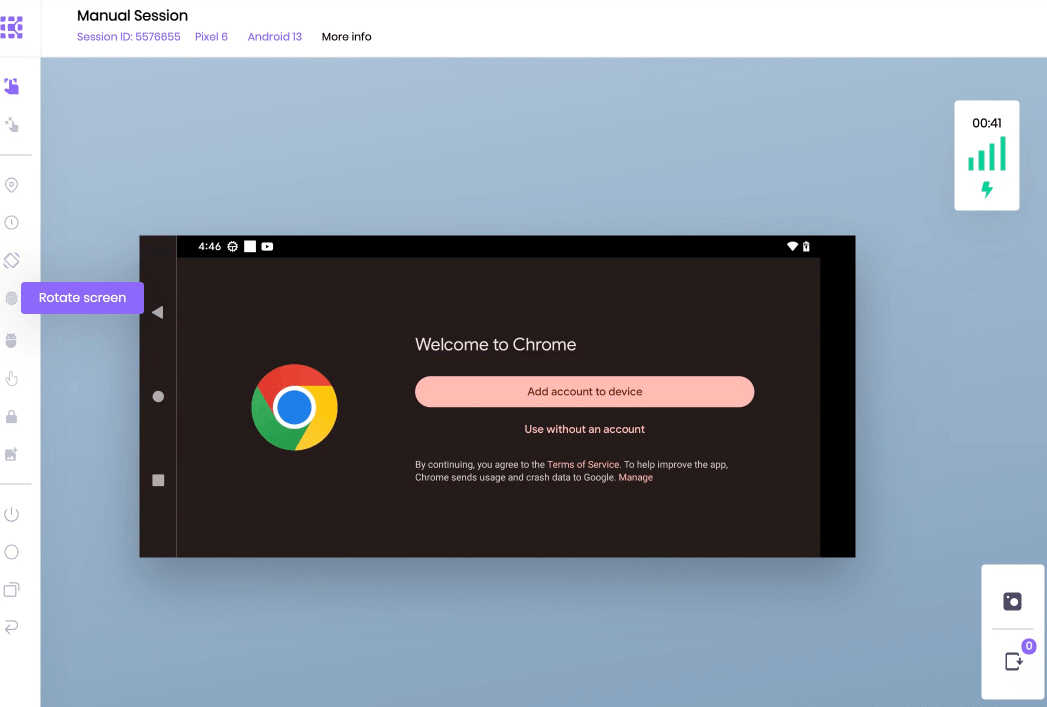 Manual Session
Session ID: 5576655 Pixel 6 Android 13 More info
00:41
4:46
Rotate screen
Welcome to Chrome
Add account to device
Use without an account
By continuing, you agree to the Terms of Service. To help improve the app,
Chrome sends usage and crash data to Google. Manage
0